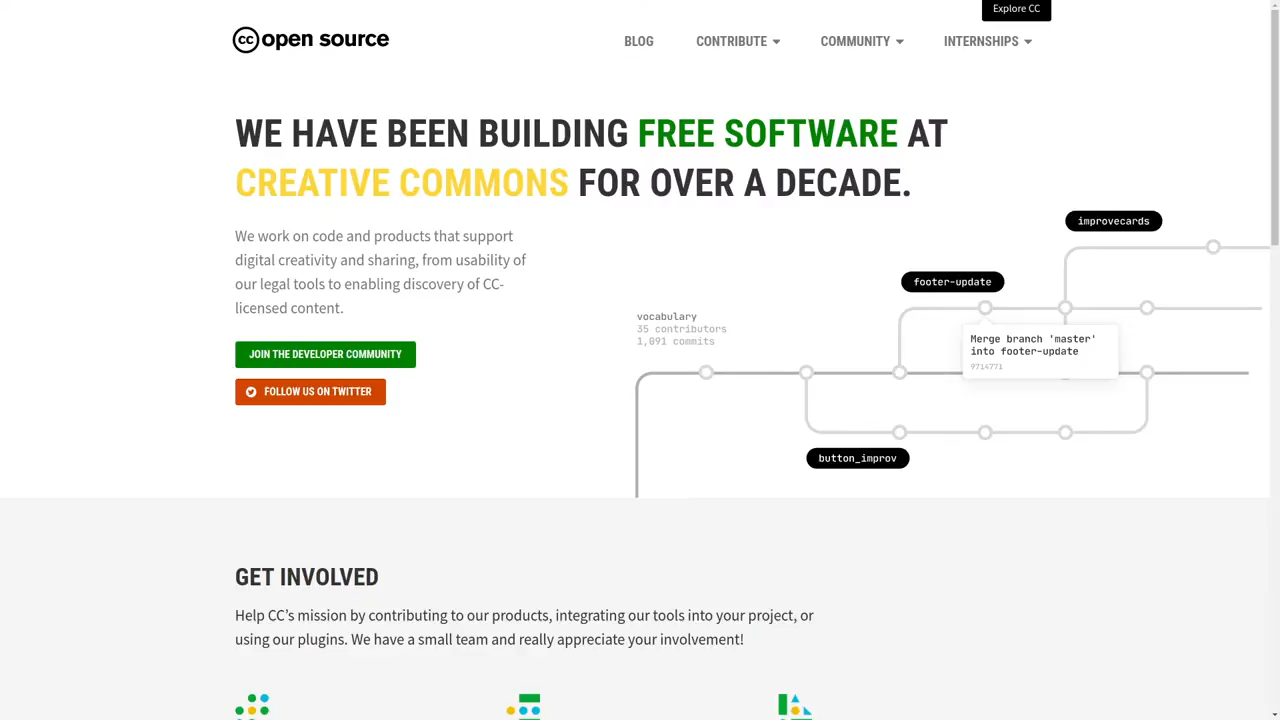 Explore CC
cc open source
BLOG
CONTRIBUTE
COMMUNITY
INTERNSHIPS
WE HAVE BEEN BUILDING FREE SOFTWARE AT
CREATIVE COMMONS FOR OVER A DECADE.
We work on code and products that support
digital creativity and sharing, from usability of
our legal tools to enabling discovery of CC-
licensed content.
JOIN THE DEVELOPER COMMUNITY
FOLLOW US ON TWITTER
improvecards
footer-update
vocabulary
35 contributors
1,091 commits
Merge branch 'master'
into footer-update
9714771
button_improv
GET INVOLVED
Help CC’s mission by contributing to our products, integrating our tools into your project, or
using our plugins. We have a small team and really appreciate your involvement!